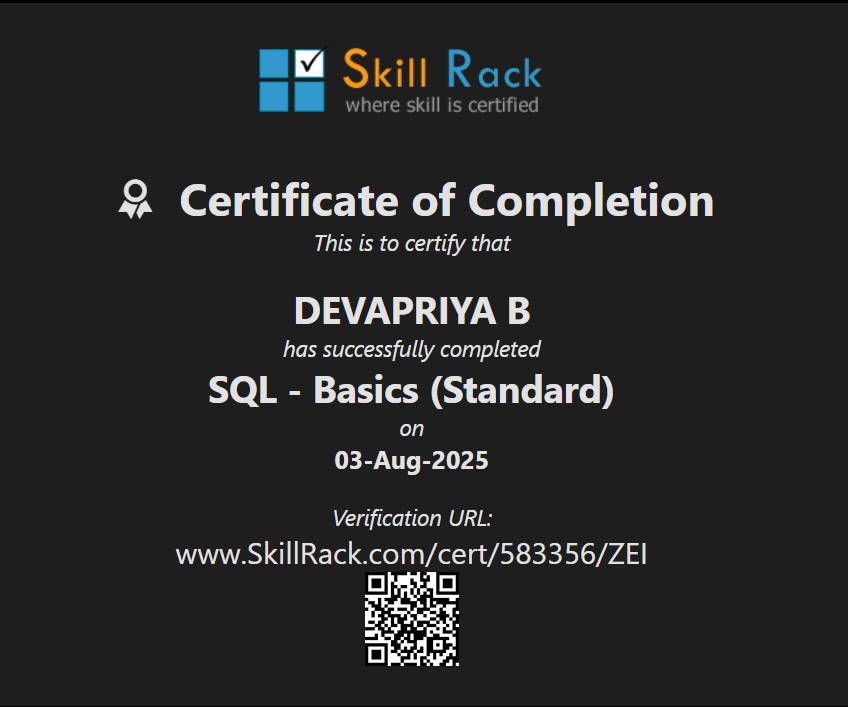 Skill Rack
where skill is certified
Certificate of Completion
This is to certify that
DEVAPRIYA B
has successfully completed
SQL - Basics (Standard)
on
03-Aug-2025
Verification URL:
www.SkillRack.com/cert/583356/ZEI